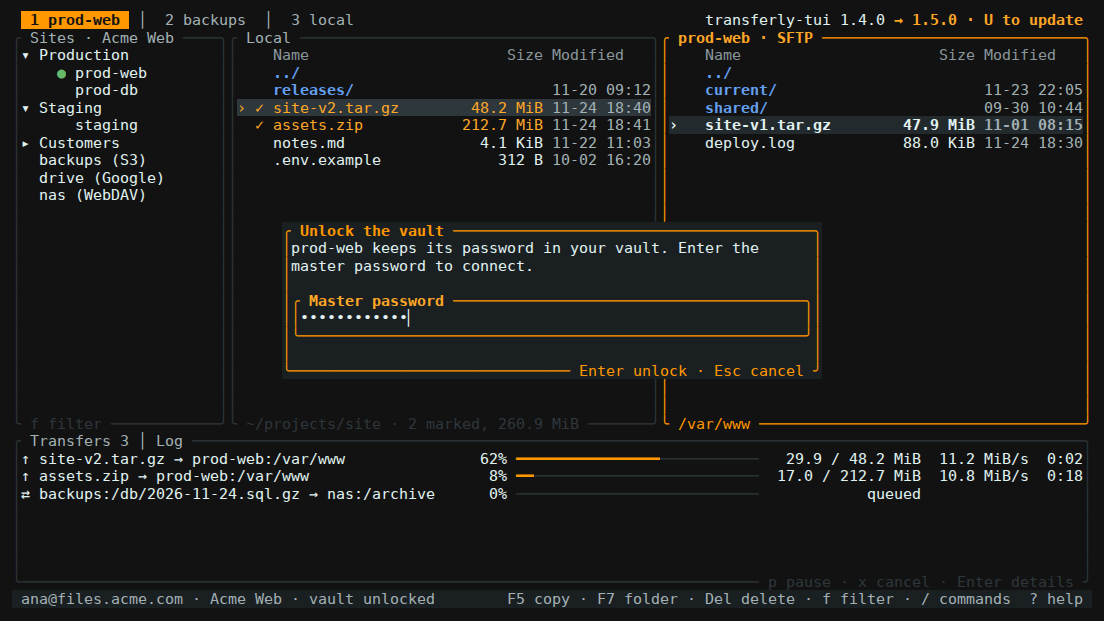 1 prod-web │ 2 backups │ 3 local transferly-tui 1.4.0 → 1.5.0 · U to update
Sites · Acme Web
▾ Production
● prod-web
prod-db
▾ Staging
staging
▸ Customers
backups (S3)
drive (Google)
nas (WebDAV)
f filter
Local
Name Size Modified
../
releases/ 11-20 09:12
› ✓ site-v2.tar.gz 48.2 MiB 11-24 18:40
✓ assets.zip 212.7 MiB 11-24 18:41
notes.md 4.1 KiB 11-22 11:03
.env.example 312 B 10-02 16:20
~/projects/site · 2 marked, 260.9 MiB
prod-web · SFTP
Name Size Modified
../
current/ 11-23 22:05
shared/ 09-30 10:44
› site-v1.tar.gz 47.9 MiB 11-01 08:15
deploy.log 88.0 KiB 11-24 18:30
/var/www
Unlock the vault
prod-web keeps its password in your vault. Enter the
master password to connect.
Master password
••••••••••••
Enter unlock · Esc cancel
Transfers 3 │ Log
↑ site-v2.tar.gz → prod-web:/var/www 62% 29.9 / 48.2 MiB 11.2 MiB/s 0:02
↑ assets.zip → prod-web:/var/www 8% 17.0 / 212.7 MiB 10.8 MiB/s 0:18
⇄ backups:/db/2026-11-24.sql.gz → nas:/archive 0% queued
p pause · x cancel · Enter details
ana@files.acme.com · Acme Web · vault unlocked F5 copy · F7 folder · Del delete · f filter · / commands ? help